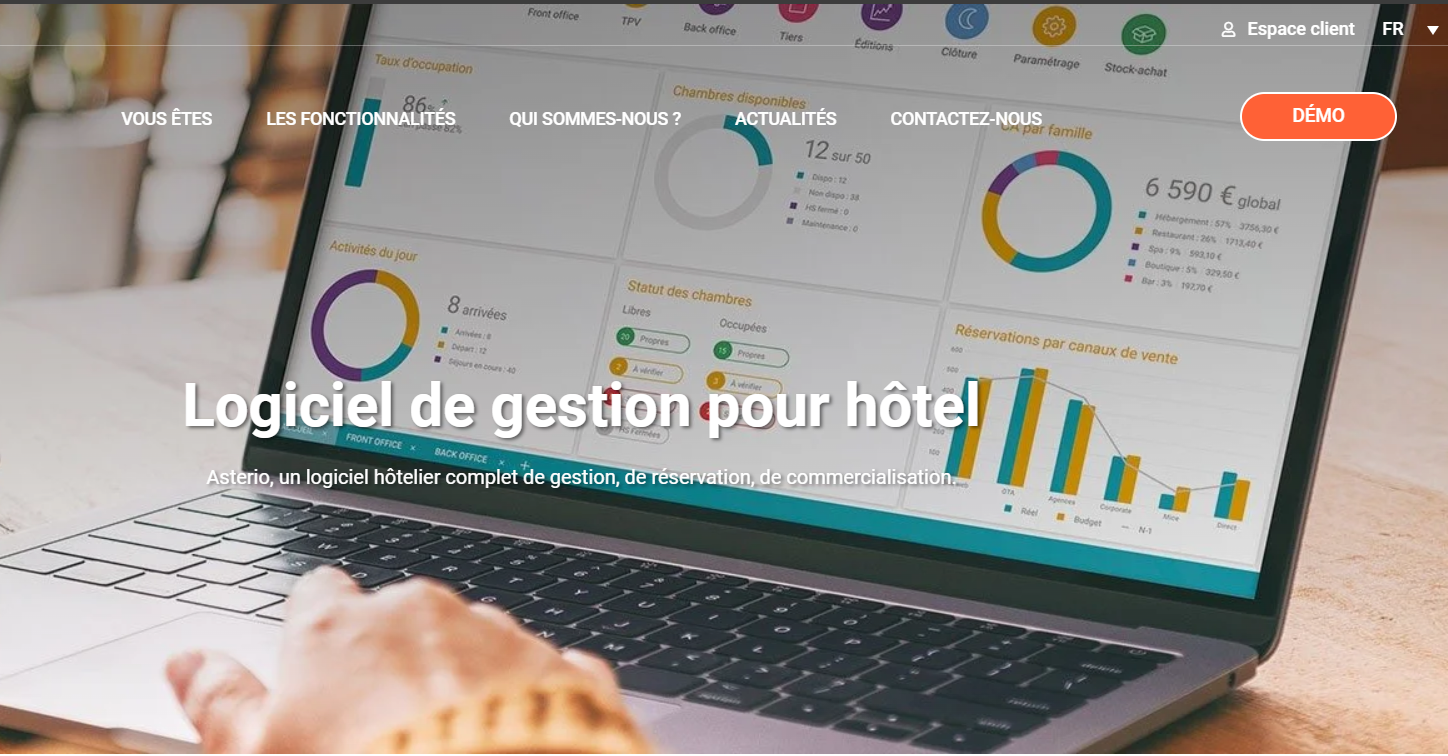 Front office
TPV
Back office
Tiers
Éditions
Clôture
Paramétrage
Stock-achat
Espace client
FR
VOUS ÊTES
LES FONCTIONNALITÉS
QUI SOMMES-NOUS ?
ACTUALITÉS
CONTACTEZ-NOUS
DÉMO
Taux d'occupation
86%
Chambres disponibles
12 sur 50
Dispo : 12
Non dispo : 38
HS fermé : 0
Maintenance : 0
CA par famille
6 590 € global
Hébergement : 57% 3756,30 €
Restaurant : 26% 1713,40 €
Spa : 9% 593,10 €
Boutique : 5% 329,50 €
Bar : 3% 197,70 €
Activités du jour
8 arrivées
Arrivées : 8
Départ : 12
Séjours en cours : 40
Statut des chambres
Libres
Occupées
20 Propres
15 Propres
2 À vérifier
3 À vérifier
HS Fermées
Réservations par canaux de vente
600
500
400
200
100
Web
OTA
Agences
Corporate
Mice
Direct
Réel
Budget
N-1
Logiciel de gestion pour hôtel
ACCUEIL ×
FRONT OFFICE ×
BACK OFFICE ×
+
Asterio, un logiciel hôtelier complet de gestion, de réservation, de commercialisation.